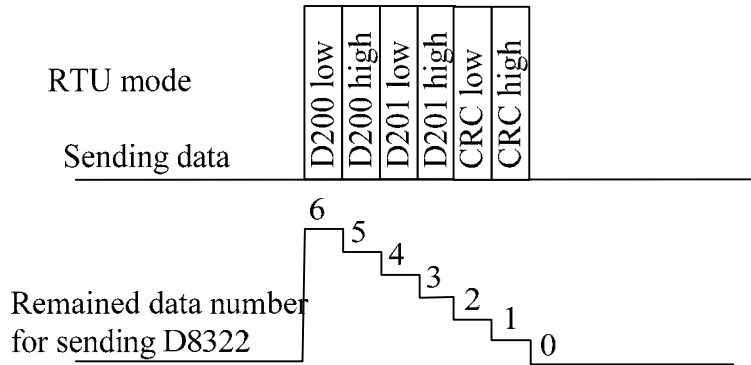 RTU mode
Sending data
D200 low
D200 high
D201 low
D201 high
CRC low
CRC high
6
5
4
3
2
1
0
Remained data number
for sending D8322